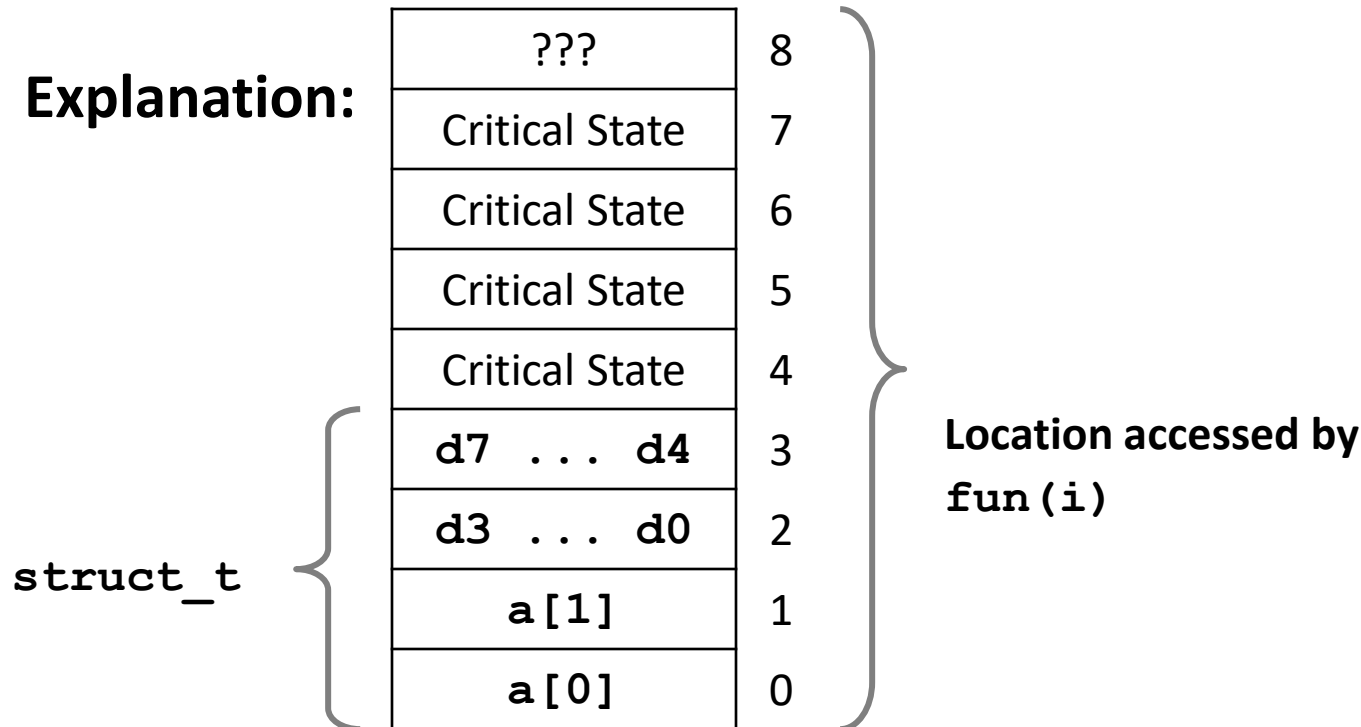 Explanation:
??? 8
Critical State 7
Critical State 6
Critical State 5
Critical State 4
d7 ... d4 3
d3 ... d0 2
a[1] 1
a[0] 0
struct_t
Location accessed by
fun(i)